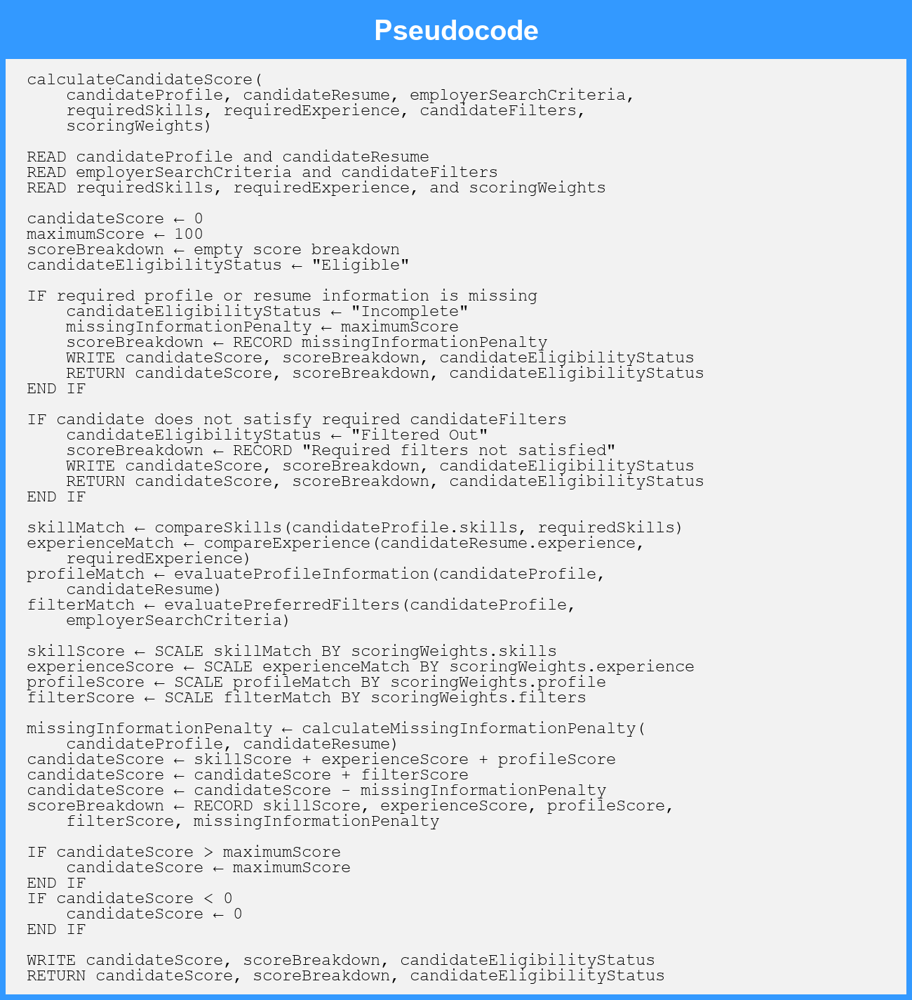 Pseudocode
calculateCandidateScore(
    candidateProfile, candidateResume, employerSearchCriteria,
    requiredSkills, requiredExperience, candidateFilters,
    scoringWeights)
READ candidateProfile and candidateResume
READ employerSearchCriteria and candidateFilters
READ requiredSkills, requiredExperience, and scoringWeights
candidateScore ← 0
maximumScore ← 100
scoreBreakdown ← empty score breakdown
candidateEligibilityStatus ← "Eligible"
IF required profile or resume information is missing
    candidateEligibilityStatus ← "Incomplete"
    missingInformationPenalty ← maximumScore
    scoreBreakdown ← RECORD missingInformationPenalty
    WRITE candidateScore, scoreBreakdown, candidateEligibilityStatus
    RETURN candidateScore, scoreBreakdown, candidateEligibilityStatus
END IF
IF candidate does not satisfy required candidateFilters
    candidateEligibilityStatus ← "Filtered Out"
    scoreBreakdown ← RECORD "Required filters not satisfied"
    WRITE candidateScore, scoreBreakdown, candidateEligibilityStatus
    RETURN candidateScore, scoreBreakdown, candidateEligibilityStatus
END IF
skillMatch ← compareSkills(candidateProfile.skills, requiredSkills)
experienceMatch ← compareExperience(candidateResume.experience,
    requiredExperience)
profileMatch ← evaluateProfileInformation(candidateProfile,
    candidateResume)
filterMatch ← evaluatePreferredFilters(candidateProfile,
    employerSearchCriteria)
skillScore ← SCALE skillMatch BY scoringWeights.skills
experienceScore ← SCALE experienceMatch BY scoringWeights.experience
profileScore ← SCALE profileMatch BY scoringWeights.profile
filterScore ← SCALE filterMatch BY scoringWeights.filters
missingInformationPenalty ← calculateMissingInformationPenalty(
    candidateProfile, candidateResume)
candidateScore ← skillScore + experienceScore + profileScore
candidateScore ← candidateScore + filterScore
candidateScore ← candidateScore − missingInformationPenalty
scoreBreakdown ← RECORD skillScore, experienceScore, profileScore,
    filterScore, missingInformationPenalty
IF candidateScore > maximumScore
    candidateScore ← maximumScore
END IF
IF candidateScore < 0
    candidateScore ← 0
END IF
WRITE candidateScore, scoreBreakdown, candidateEligibilityStatus
RETURN candidateScore, scoreBreakdown, candidateEligibilityStatus